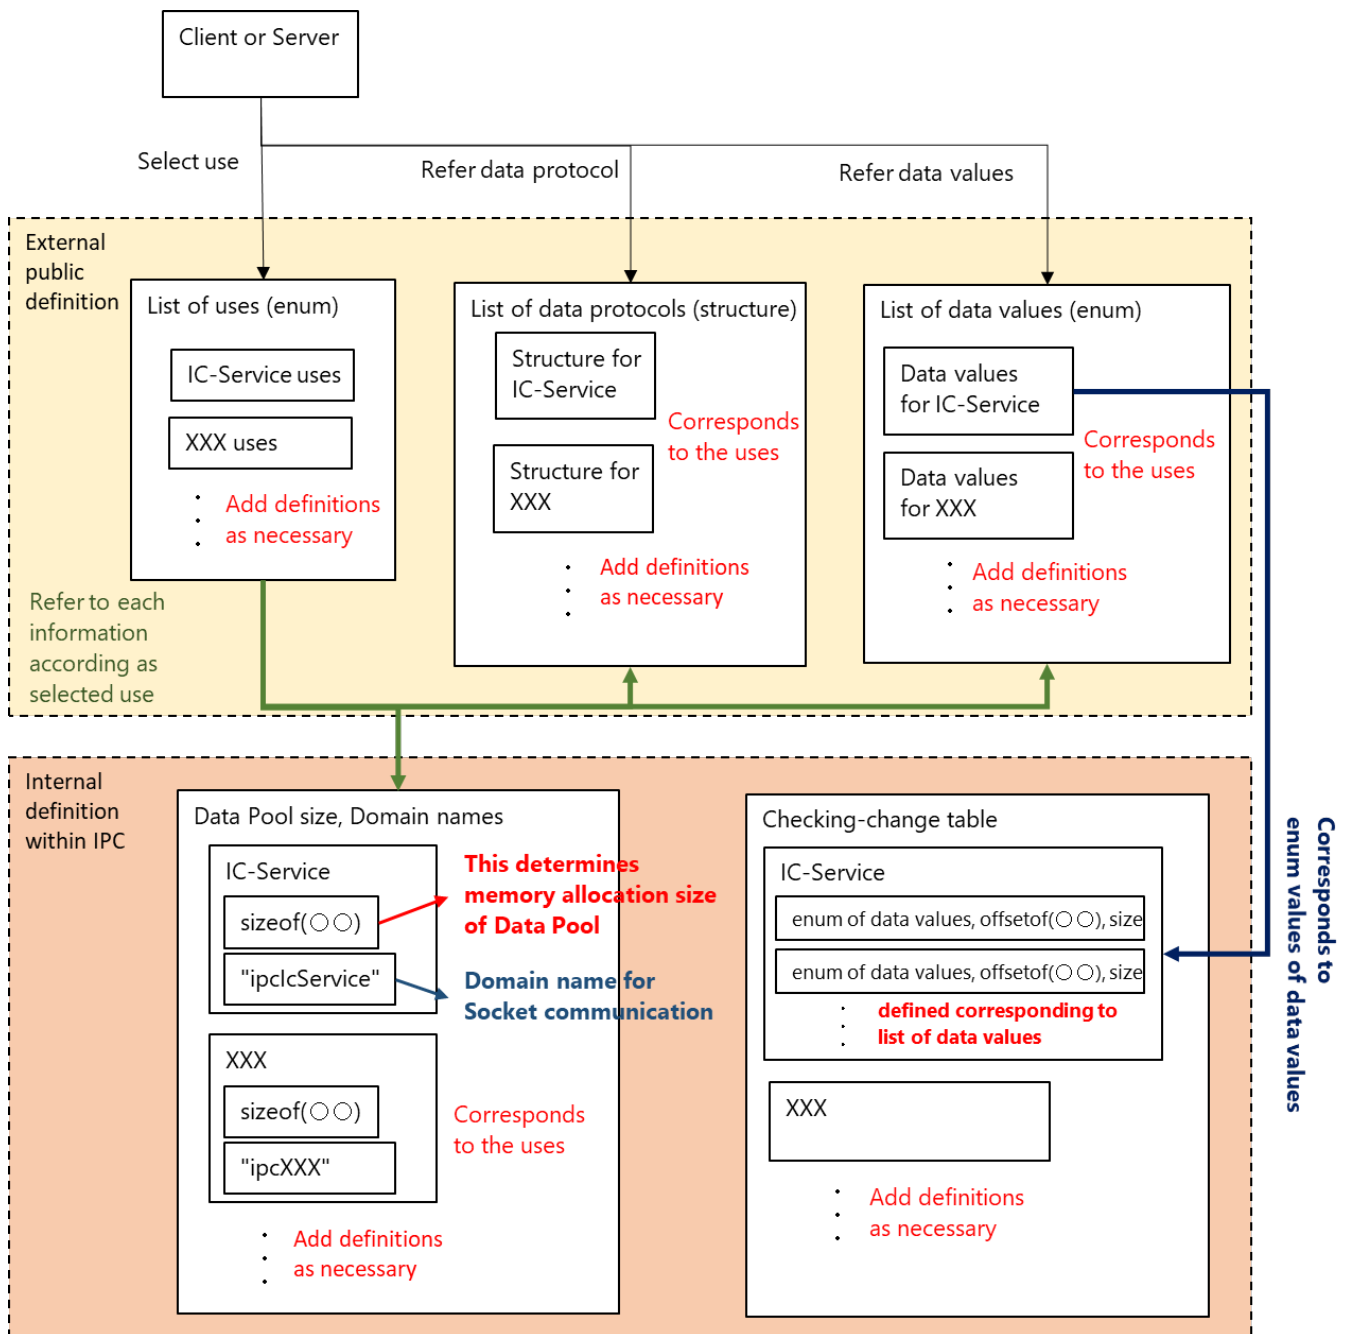 Client or Server
Select use
Refer data protocol
Refer data values
External
public
definition
List of uses (enum)
IC-Service uses
XXX uses
Add definitions
as necessary
List of data protocols (structure)
Structure for
IC-Service
Corresponds
to the uses
Structure for
XXX
Add definitions
as necessary
List of data values (enum)
Data values
for IC-Service
Corresponds
to the uses
Data values
for XXX
Add definitions
as necessary
Refer to each
information
according as
selected use
Internal
definition
within IPC
Data Pool size, Domain names
IC-Service
sizeof(○○)
"ipcIcService"
This determines
memory allocation size
of Data Pool
Domain name for
Socket communication
XXX
sizeof(○○)
"ipcXXX"
Corresponds
to the uses
Add definitions
as necessary
Checking-change table
IC-Service
enum of data values, offsetof(○○), size
enum of data values, offsetof(○○), size
defined corresponding to
list of data values
XXX
Add definitions
as necessary
Corresponds to
enum values of data values